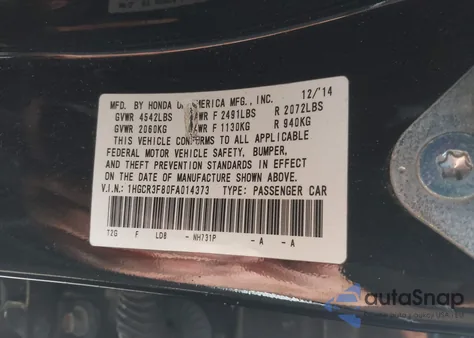 MFD. BY HONDA OF AMERICA MFG., INC. 12/'14
GVWR 4542LBS GAWR F 2491LBS R 2072LBS
GVWR 2060KG GAWR F 1130KG R 940KG
THIS VEHICLE CONFORMS TO ALL APPLICABLE
FEDERAL MOTOR VEHICLE SAFETY, BUMPER,
AND THEFT PREVENTION STANDARDS IN EFFECT
ON THE DATE OF MANUFACTURE SHOWN ABOVE.
V.I.N.: 1HGCR3F80FA014373 TYPE: PASSENGER CAR
T2G F LD8 - NH731P - A - A
autoSnap